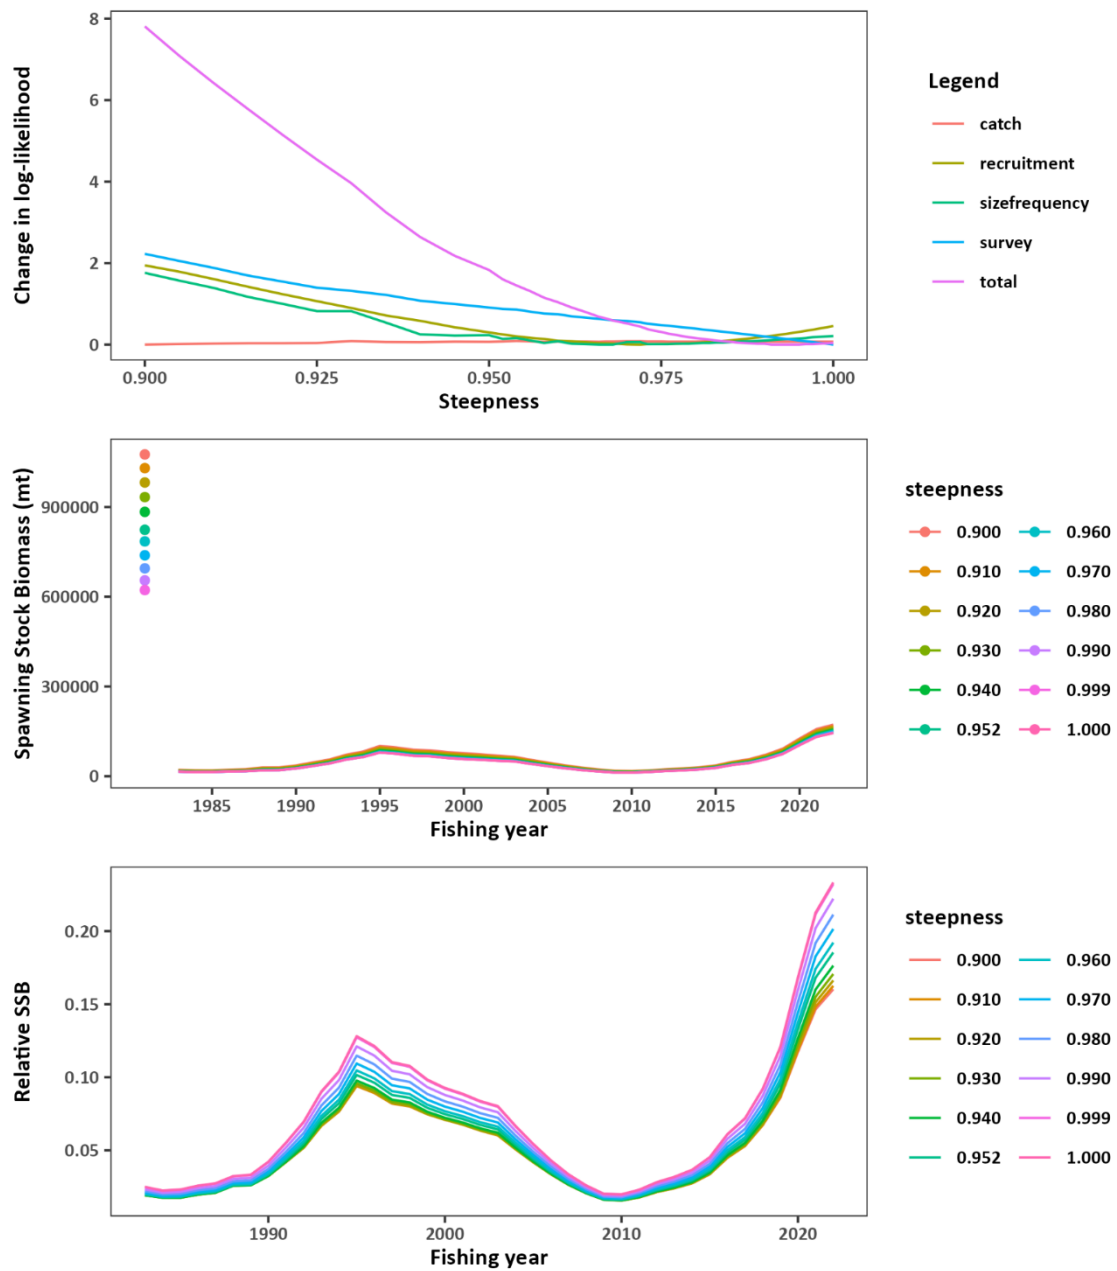 Change in log-likelihood
8
6
4
2
0
0.900 0.925 0.950 0.975 1.000
Steepness
Legend
catch
recruitment
sizefrequency
survey
total
Spawning Stock Biomass (mt)
900000
600000
300000
0
1985 1990 1995 2000 2005 2010 2015 2020
Fishing year
steepness
0.900 0.960
0.910 0.970
0.920 0.980
0.930 0.990
0.940 0.999
0.952 1.000
Relative SSB
0.20
0.15
0.10
0.05
1990 2000 2010 2020
Fishing year
steepness
0.900 0.960
0.910 0.970
0.920 0.980
0.930 0.990
0.940 0.999
0.952 1.000